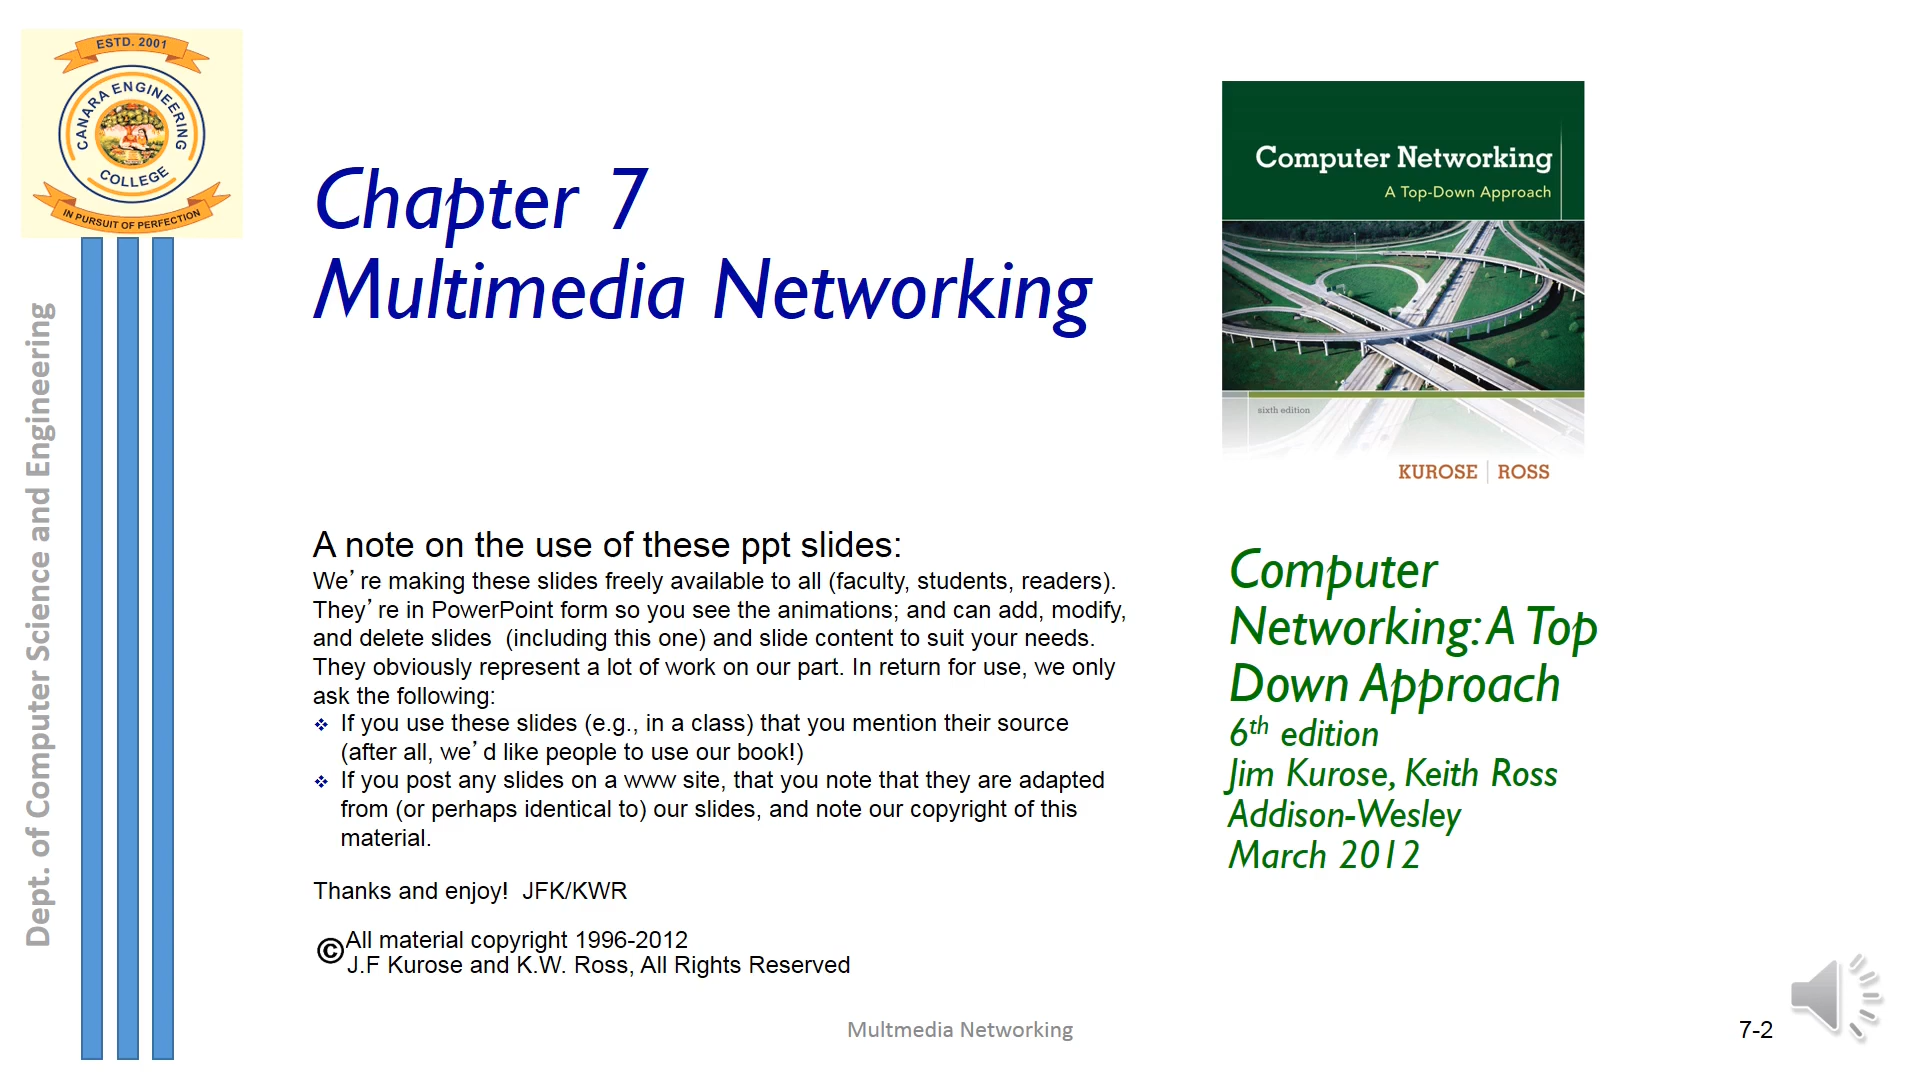 ESTD. 2001
CANARA ENGINEERING
COLLEGE
IN PURSUIT OF PERFECTION
Dept. of Computer Science and Engineering
Chapter 7
Multimedia Networking
Computer Networking
A Top-Down Approach
sixth edition
KUROSE | ROSS
A note on the use of these ppt slides:
We’re making these slides freely available to all (faculty, students, readers).
They’re in PowerPoint form so you see the animations; and can add, modify,
and delete slides  (including this one) and slide content to suit your needs.
They obviously represent a lot of work on our part. In return for use, we only
ask the following:
❖ If you use these slides (e.g., in a class) that you mention their source
(after all, we’d like people to use our book!)
❖ If you post any slides on a www site, that you note that they are adapted
from (or perhaps identical to) our slides, and note our copyright of this
material.
Thanks and enjoy!  JFK/KWR
© All material copyright 1996-2012
J.F Kurose and K.W. Ross, All Rights Reserved
Computer
Networking: A Top
Down Approach
6th edition
Jim Kurose, Keith Ross
Addison-Wesley
March 2012
Multmedia Networking
7-2